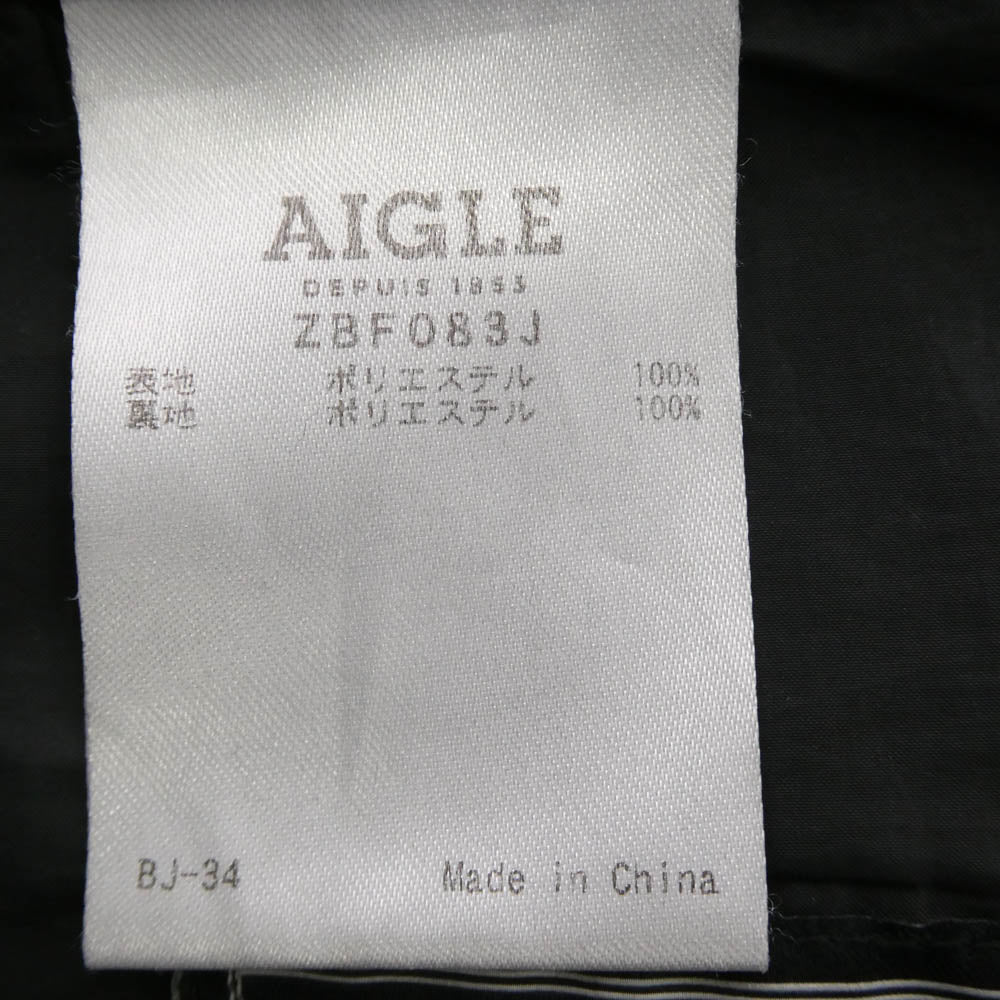 AIGLE
DEPUIS 1853
ZBF083J
表地 ポリエステル 100%
裏地 ポリエステル 100%
BJ-34 Made in China